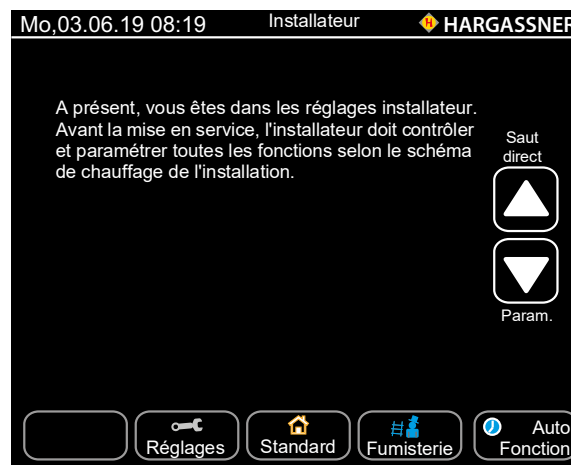 Mo,03.06.19 08:19 Installateur HARGASSNER
A présent, vous êtes dans les réglages installateur.
Avant la mise en service, l'installateur doit contrôler
et paramétrer toutes les fonctions selon le schéma
de chauffage de l'installation.
Saut
direct
Param.
Réglages
Standard
Fumisterie
Auto
Fonction